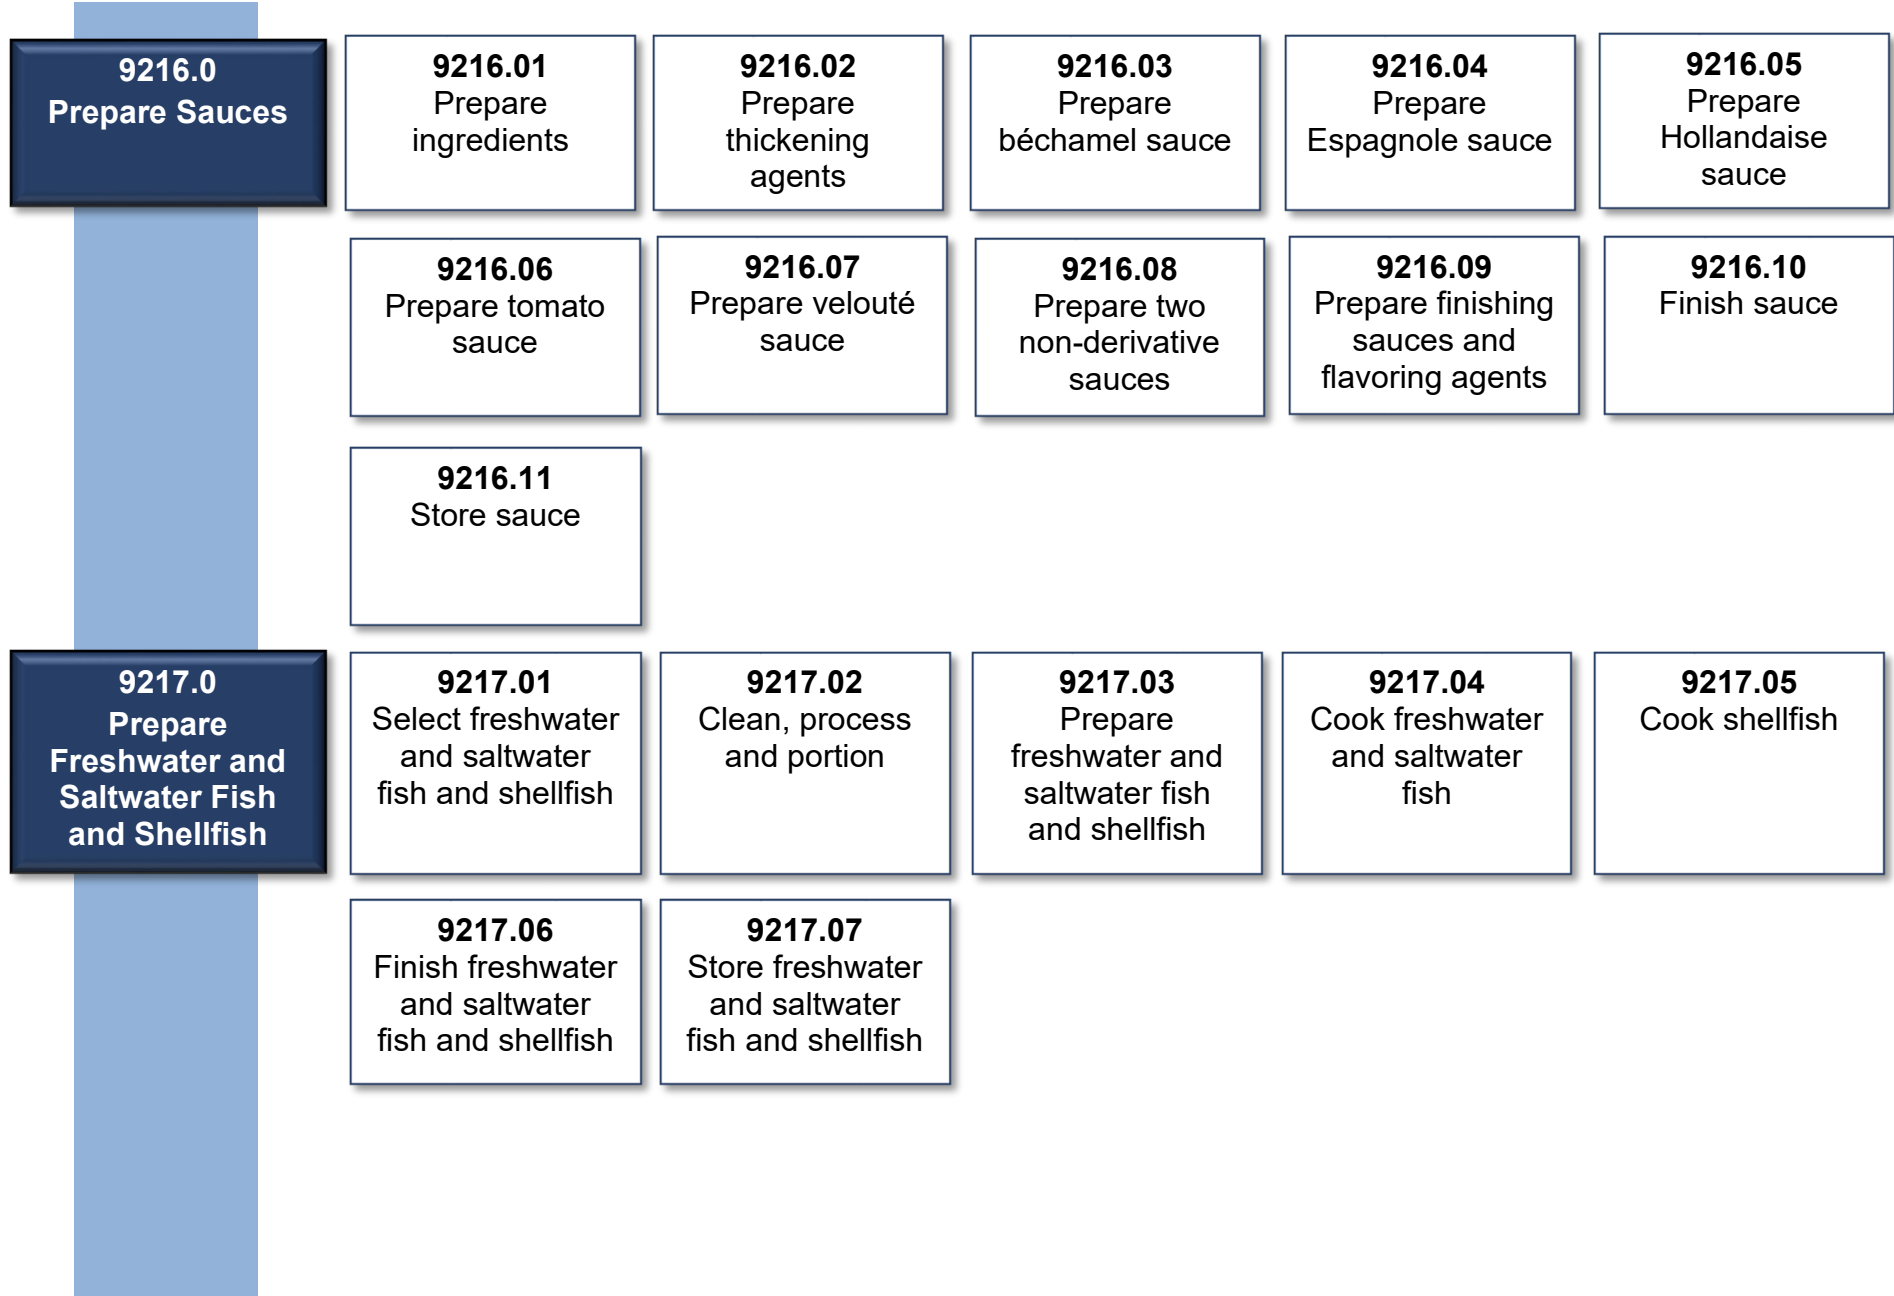 9216.0
Prepare Sauces
9216.01
Prepare
ingredients
9216.02
Prepare
thickening
agents
9216.03
Prepare
béchamel sauce
9216.04
Prepare
Espagnole sauce
9216.05
Prepare
Hollandaise
sauce
9216.06
Prepare tomato
sauce
9216.07
Prepare velouté
sauce
9216.08
Prepare two
non-derivative
sauces
9216.09
Prepare finishing
sauces and
flavoring agents
9216.10
Finish sauce
9216.11
Store sauce
9217.0
Prepare
Freshwater and
Saltwater Fish
and Shellfish
9217.01
Select freshwater
and saltwater
fish and shellfish
9217.02
Clean, process
and portion
9217.03
Prepare
freshwater and
saltwater fish
and shellfish
9217.04
Cook freshwater
and saltwater
fish
9217.05
Cook shellfish
9217.06
Finish freshwater
and saltwater
fish and shellfish
9217.07
Store freshwater
and saltwater
fish and shellfish